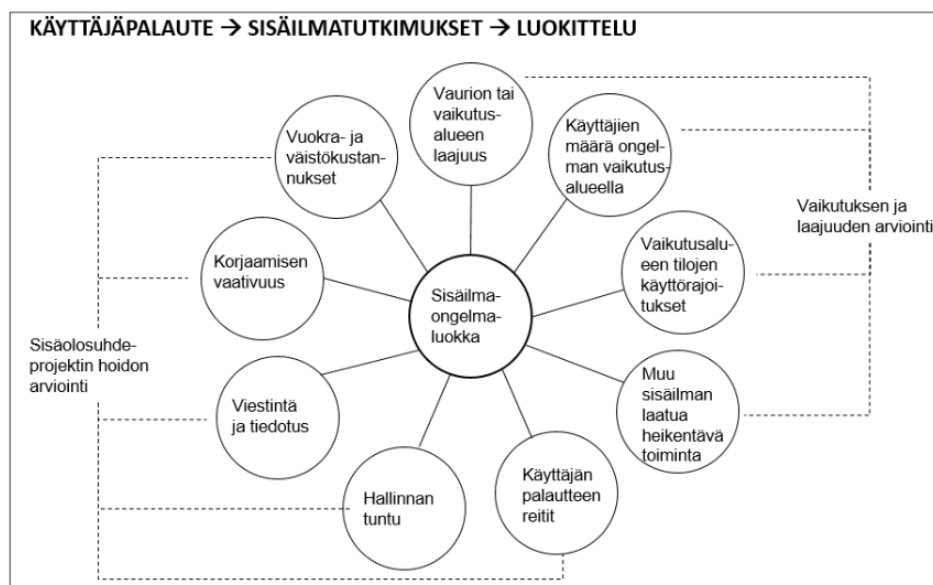 KÄYTTÄJÄPALAUTE → SISÄILMATUTKIMUKSET → LUOKITTELU
Vaurion tai
vaikutus-
alueen
laajuus
Käyttäjien
määrä ongel-
man vaikutus-
alueella
Vuokra- ja
väistökustan-
nukset
Vaikutuksen ja
laajuuden arviointi
Vaikutusalu-
een tilojen
käyttörajoi-
tukset
Korjaamisen
vaativuus
Sisäilma-
ongelma-
luokka
Sisäolosuhde-
projektin hoidon
arviointi
Muu
sisäilman
laatua
heikentävä
toiminta
Viestintä
ja tiedotus
Käyttäjän
palautteen
reitit
Hallinnan
tuntu